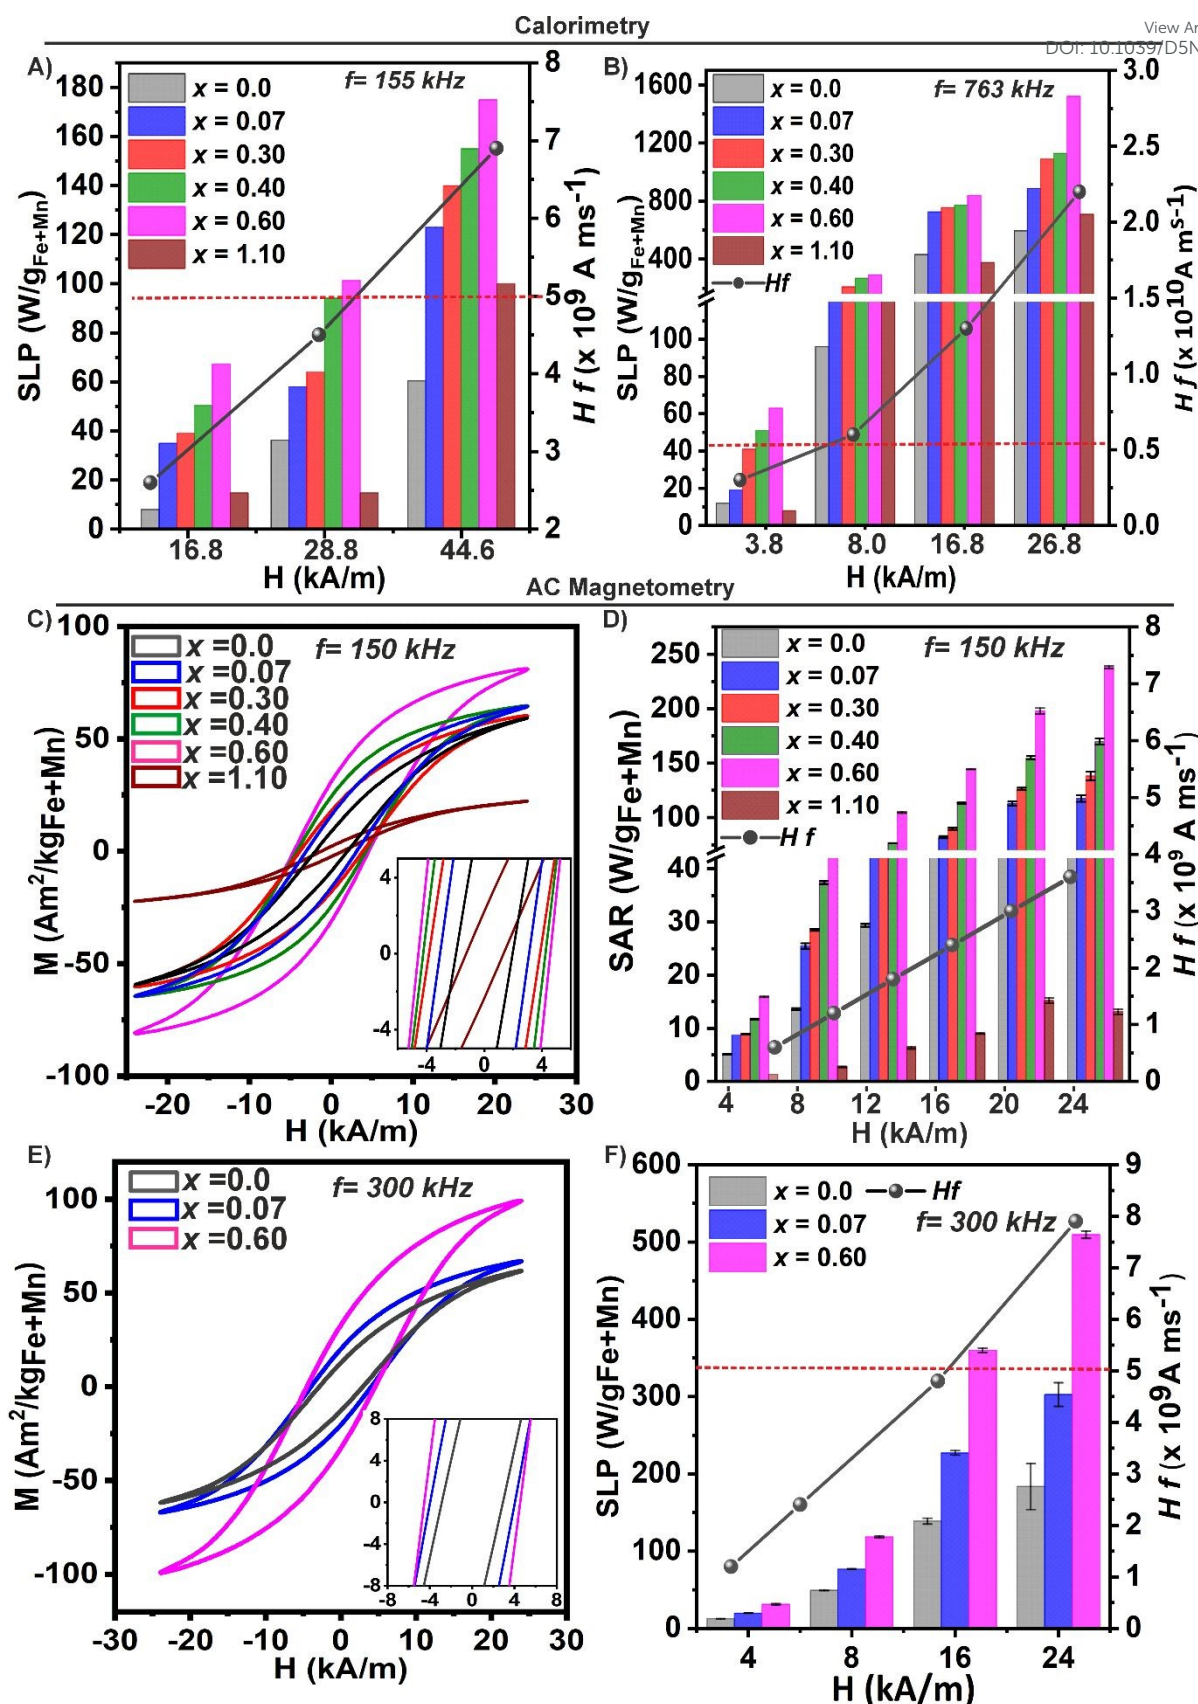 Calorimetry
View Ar
DOI: 10.1039/D5N
A)
f= 155 kHz
x = 0.0
x = 0.07
x = 0.30
x = 0.40
x = 0.60
x = 1.10
SLP (W/gFe+Mn)
180
160
140
120
100
80
60
40
20
0
16.8 28.8 44.6
H (kA/m)
8
7
6
5
4
3
2
H f (x 10⁹ A ms⁻¹)
B)
f= 763 kHz
x = 0.0
x = 0.07
x = 0.30
x = 0.40
x = 0.60
x = 1.10
Hf
SLP (W/gFe+Mn)
1600
1200
800
400
100
80
60
40
20
0
3.8 8.0 16.8 26.8
H (kA/m)
3.0
2.5
2.0
1.5
1.0
0.5
0.0
H f (x 10¹⁰ A m s⁻¹)
AC Magnetometry
C)
f= 150 kHz
x =0.0
x =0.07
x =0.30
x =0.40
x =0.60
x =1.10
M (Am²/kgFe+Mn)
100
50
0
-50
-100
-20 -10 0 10 20 30
H (kA/m)
4
0
-4
-4 0 4
D)
f= 150 kHz
x = 0.0
x = 0.07
x = 0.30
x = 0.40
x = 0.60
x = 1.10
H f
SAR (W/gFe+Mn)
250
200
150
100
40
30
20
10
0
4 8 12 16 20 24
H (kA/m)
8
7
6
5
4
3
2
1
0
H f (x 10⁹ A ms⁻¹)
E)
f= 300 kHz
x =0.0
x =0.07
x =0.60
M (Am²/kgFe+Mn)
100
50
0
-50
-100
-30 -20 -10 0 10 20 30
H (kA/m)
8
4
0
-4
-8
-8 -4 0 4 8
F)
x = 0.0
Hf
x = 0.07
f= 300 kHz
x = 0.60
SLP (W/gFe+Mn)
600
500
400
300
200
100
0
4 8 16 24
H (kA/m)
9
8
7
6
5
4
3
2
1
0
H f (x 10⁹A ms⁻¹)